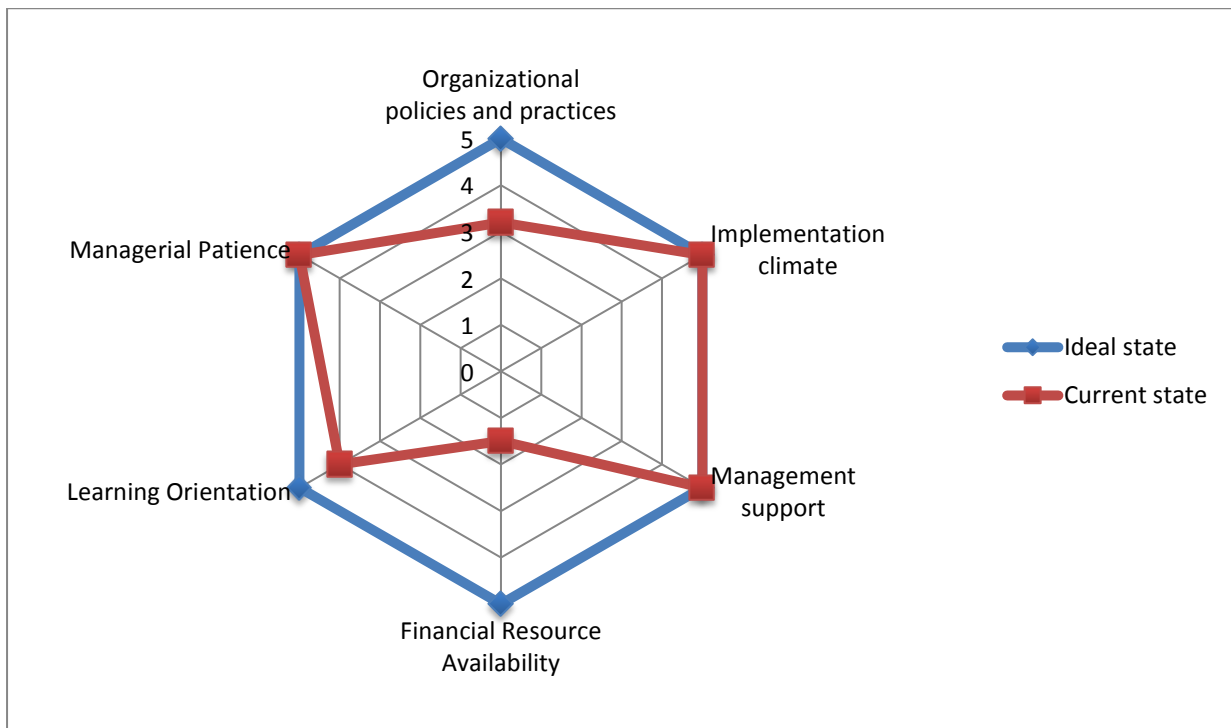 Organizational
policies and practices
5
4
3
2
1
0
Managerial Patience
Implementation
climate
Learning Orientation
Management
support
Financial Resource
Availability
Ideal state
Current state